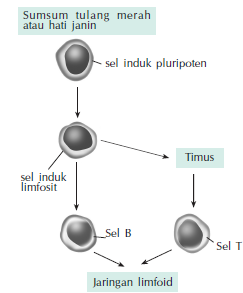 Sumsum tulang merah
atau hati janin
sel induk pluripoten
Timus
sel induk
limfosit
Sel B
Sel T
Jaringan limfoid